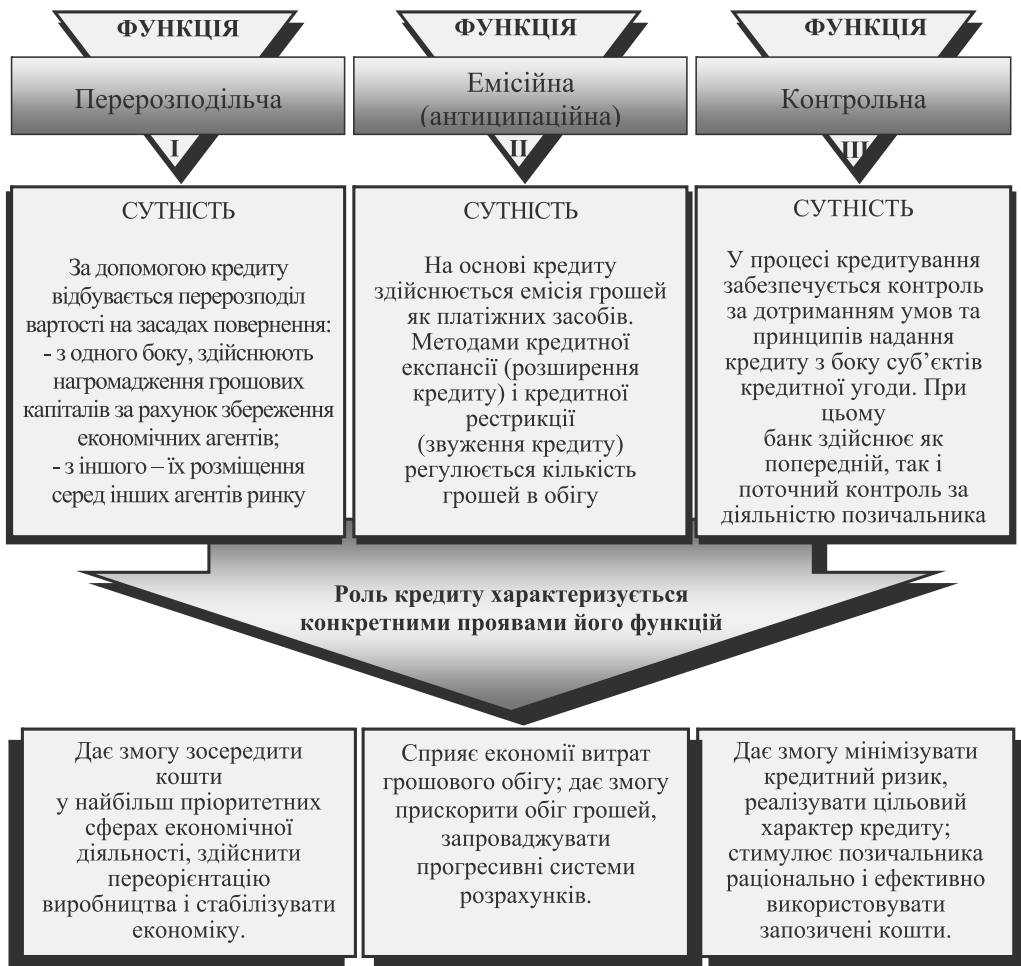 ФУНКЦІЯ
Перерозподільча
I
СУТНІСТЬ
За допомогою кредиту
відбувається перерозподіл
вартості на засадах повернення:
- з одного боку, здійснюють
нагромадження грошових
капіталів за рахунок збереження
економічних агентів;
- з іншого – їх розміщення
серед інших агентів ринку
ФУНКЦІЯ
Емісійна
(антиципаційна)
II
СУТНІСТЬ
На основі кредиту
здійснюється емісія грошей
як платіжних засобів.
Методами кредитної
експансії (розширення
кредиту) і кредитної
рестрикції
(звуження кредиту)
регулюється кількість
грошей в обігу
ФУНКЦІЯ
Контрольна
III
СУТНІСТЬ
У процесі кредитування
забезпечується контроль
за дотриманням умов та
принципів надання
кредиту з боку суб’єктів
кредитної угоди. При
цьому
банк здійснює як
попередній, так і
поточний контроль за
діяльністю позичальника
Роль кредиту характеризується
конкретними проявами його функцій
Дає змогу зосередити
кошти
у найбільш пріоритетних
сферах економічної
діяльності, здійснити
переорієнтацію
виробництва і стабілізувати
економіку.
Сприяє економії витрат
грошового обігу; дає змогу
прискорити обіг грошей,
запроваджувати
прогресивні системи
розрахунків.
Дає змогу мінімізувати
кредитний ризик,
реалізувати цільовий
характер кредиту;
стимулює позичальника
раціонально і ефективно
використовувати
запозичені кошти.